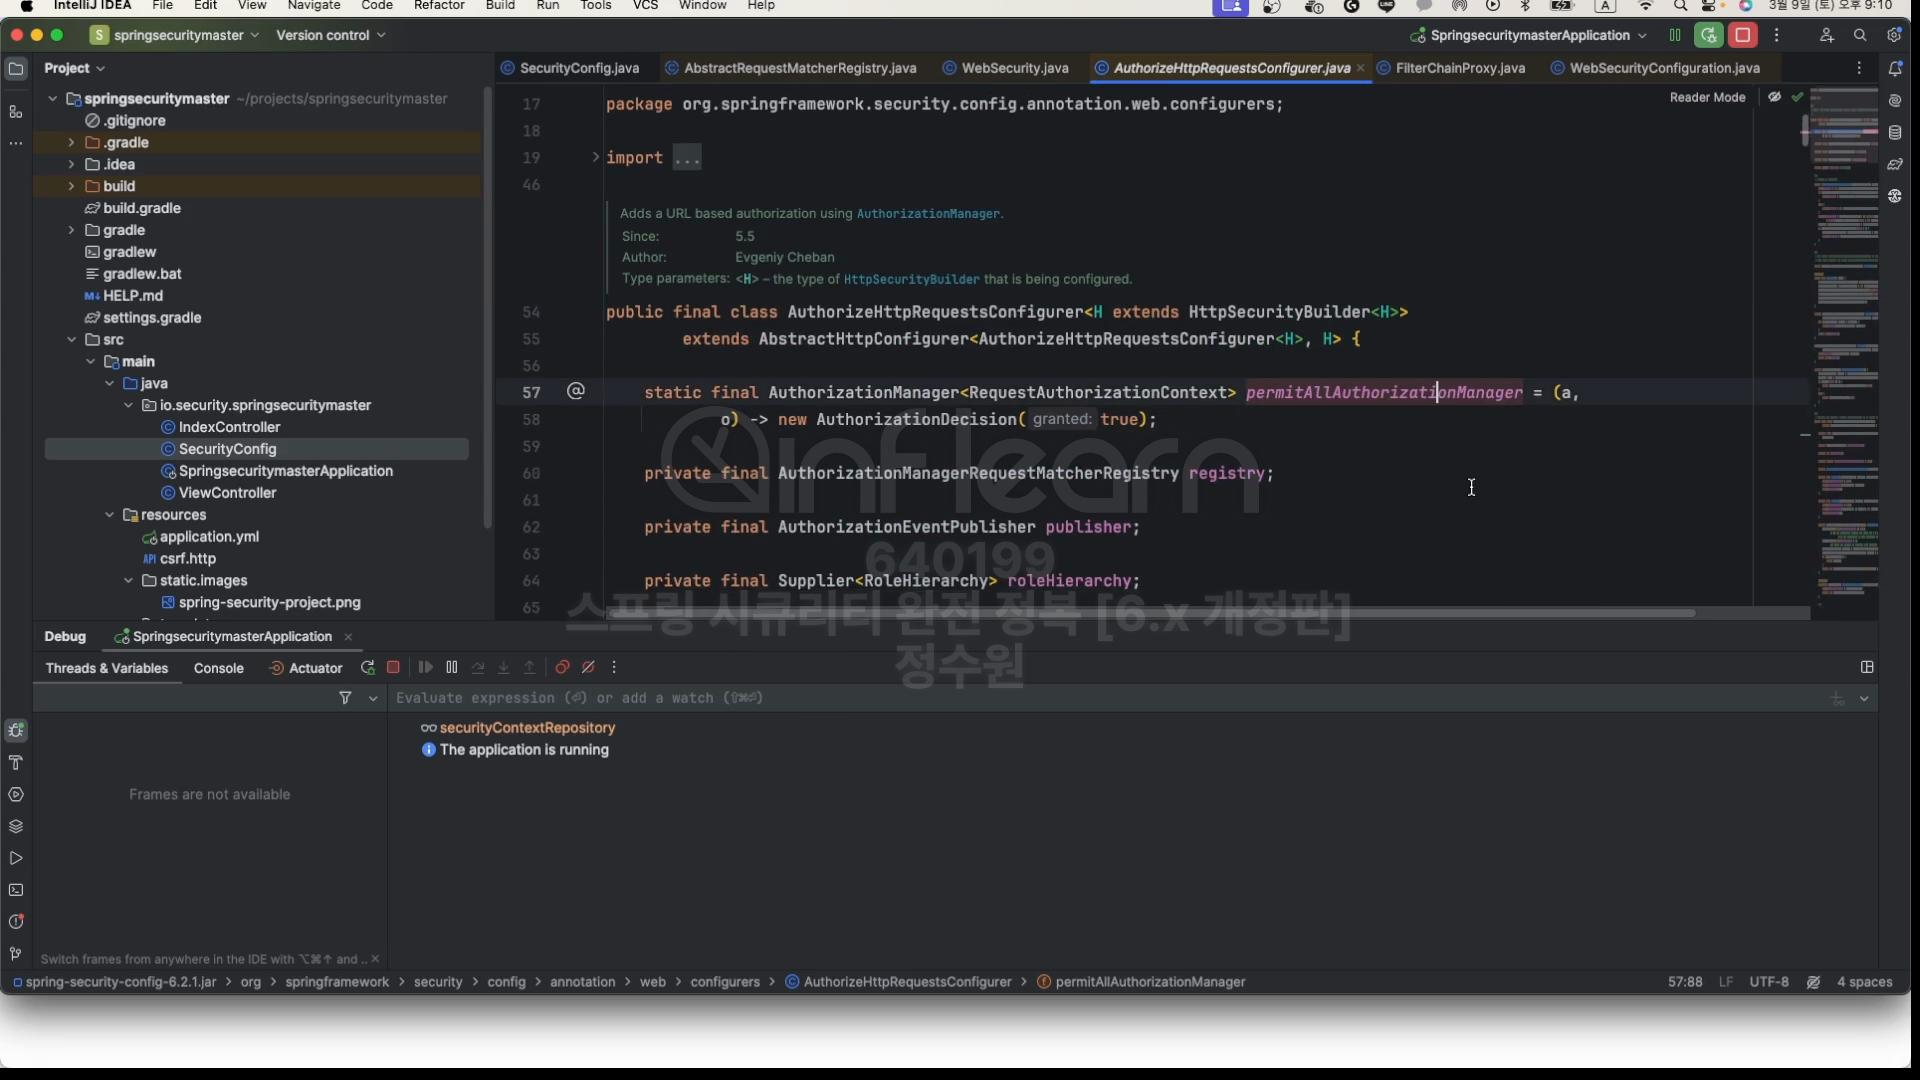 IntelliJ IDEA File Edit View Navigate Code Refactor Build Run Tools VCS Window Help 3월 9일 (토) 오후 9:10
springsecuritymaster Version control SpringsecuritymasterApplication
Project
SecurityConfig.java AbstractRequestMatcherRegistry.java WebSecurity.java AuthorizeHttpRequestsConfigurer.java FilterChainProxy.java WebSecurityConfiguration.java
springsecuritymaster ~/projects/springsecuritymaster
.gitignore
.gradle
.idea
build
build.gradle
gradle
gradlew
gradlew.bat
HELP.md
settings.gradle
src
main
java
io.security.springsecuritymaster
IndexController
SecurityConfig
SpringsecuritymasterApplication
ViewController
resources
application.yml
csrf.http
static.images
spring-security-project.png
Reader Mode
17 package org.springframework.security.config.annotation.web.configurers;
18
19 import ...
46
Adds a URL based authorization using AuthorizationManager.
Since: 5.5
Author: Evgeniy Cheban
Type parameters: <H> – the type of HttpSecurityBuilder that is being configured.
54 public final class AuthorizeHttpRequestsConfigurer<H extends HttpSecurityBuilder<H>>
55 extends AbstractHttpConfigurer<AuthorizeHttpRequestsConfigurer<H>, H> {
56
57 static final AuthorizationManager<RequestAuthorizationContext> permitAllAuthorizationManager = (a,
58 o) -> new AuthorizationDecision( granted: true);
59
60 private final AuthorizationManagerRequestMatcherRegistry registry;
61
62 private final AuthorizationEventPublisher publisher;
63
64 private final Supplier<RoleHierarchy> roleHierarchy;
65
inflearn
640199
스프링 시큐리티 완전 정복 [6.x 개정판]
정수원
Debug SpringsecuritymasterApplication
Threads & Variables Console Actuator
Evaluate expression (⏎) or add a watch (⇧⌘⏎)
securityContextRepository
The application is running
Frames are not available
Switch frames from anywhere in the IDE with ⌥⌘↑ and ..
spring-security-config-6.2.1.jar > org > springframework > security > config > annotation > web > configurers > AuthorizeHttpRequestsConfigurer > permitAllAuthorizationManager 57:88 LF UTF-8 4 spaces